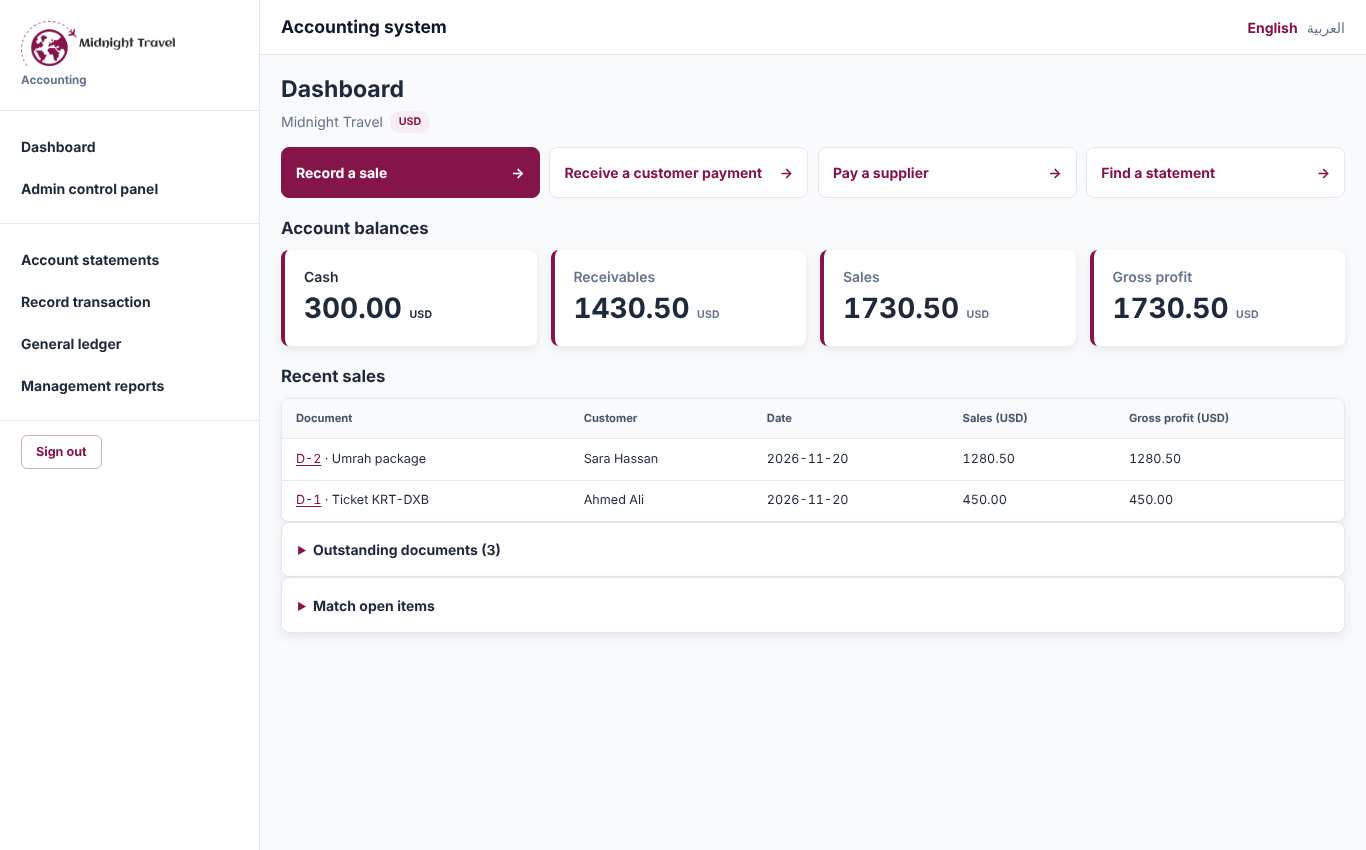 Midnight Travel
Accounting
Dashboard
Admin control panel
Account statements
Record transaction
General ledger
Management reports
Sign out
Accounting system
English العربية
Dashboard
Midnight Travel USD
Record a sale →
Receive a customer payment →
Pay a supplier →
Find a statement →
Account balances
Cash
300.00 USD
Receivables
1430.50 USD
Sales
1730.50 USD
Gross profit
1730.50 USD
Recent sales
Document Customer Date Sales (USD) Gross profit (USD)
D-2 · Umrah package Sara Hassan 2026-11-20 1280.50 1280.50
D-1 · Ticket KRT-DXB Ahmed Ali 2026-11-20 450.00 450.00
Outstanding documents (3)
Match open items